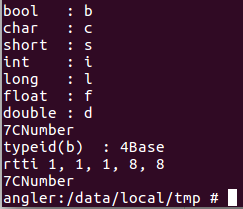 bool   : b
char   : c
short  : s
int    : i
long   : l
float  : f
double : d
7CNumber
typeid(b)  : 4Base
rtti 1, 1, 1, 8, 8
7CNumber
angler:/data/local/tmp #